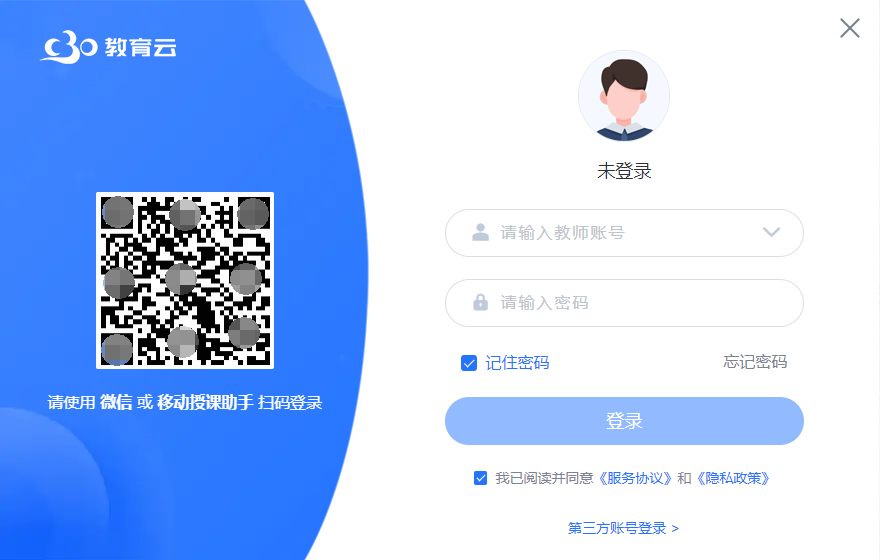 C30 教育云
请使用 微信 或 移动授课助手 扫码登录
未登录
请输入教师账号
请输入密码
记住密码 忘记密码
登录
我已阅读并同意《服务协议》和《隐私政策》
第三方账号登录 >